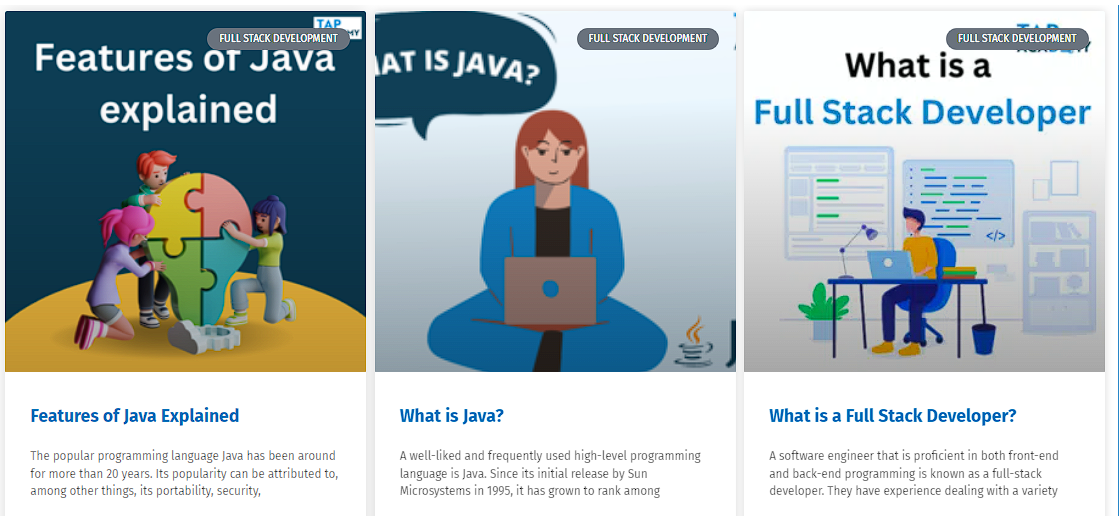 TAP
FULL STACK DEVELOPMENT
Features of Java
explained
Features of Java Explained
The popular programming language Java has been around
for more than 20 years. Its popularity can be attributed to,
among other things, its portability, security,
FULL STACK DEVELOPMENT
AT IS JAVA?
What is Java?
A well-liked and frequently used high-level programming
language is Java. Since its initial release by Sun
Microsystems in 1995, it has grown to rank among
FULL STACK DEVELOPMENT
What is a
Full Stack Developer
</>
What is a Full Stack Developer?
A software engineer that is proficient in both front-end
and back-end programming is known as a full-stack
developer. They have experience dealing with a variety